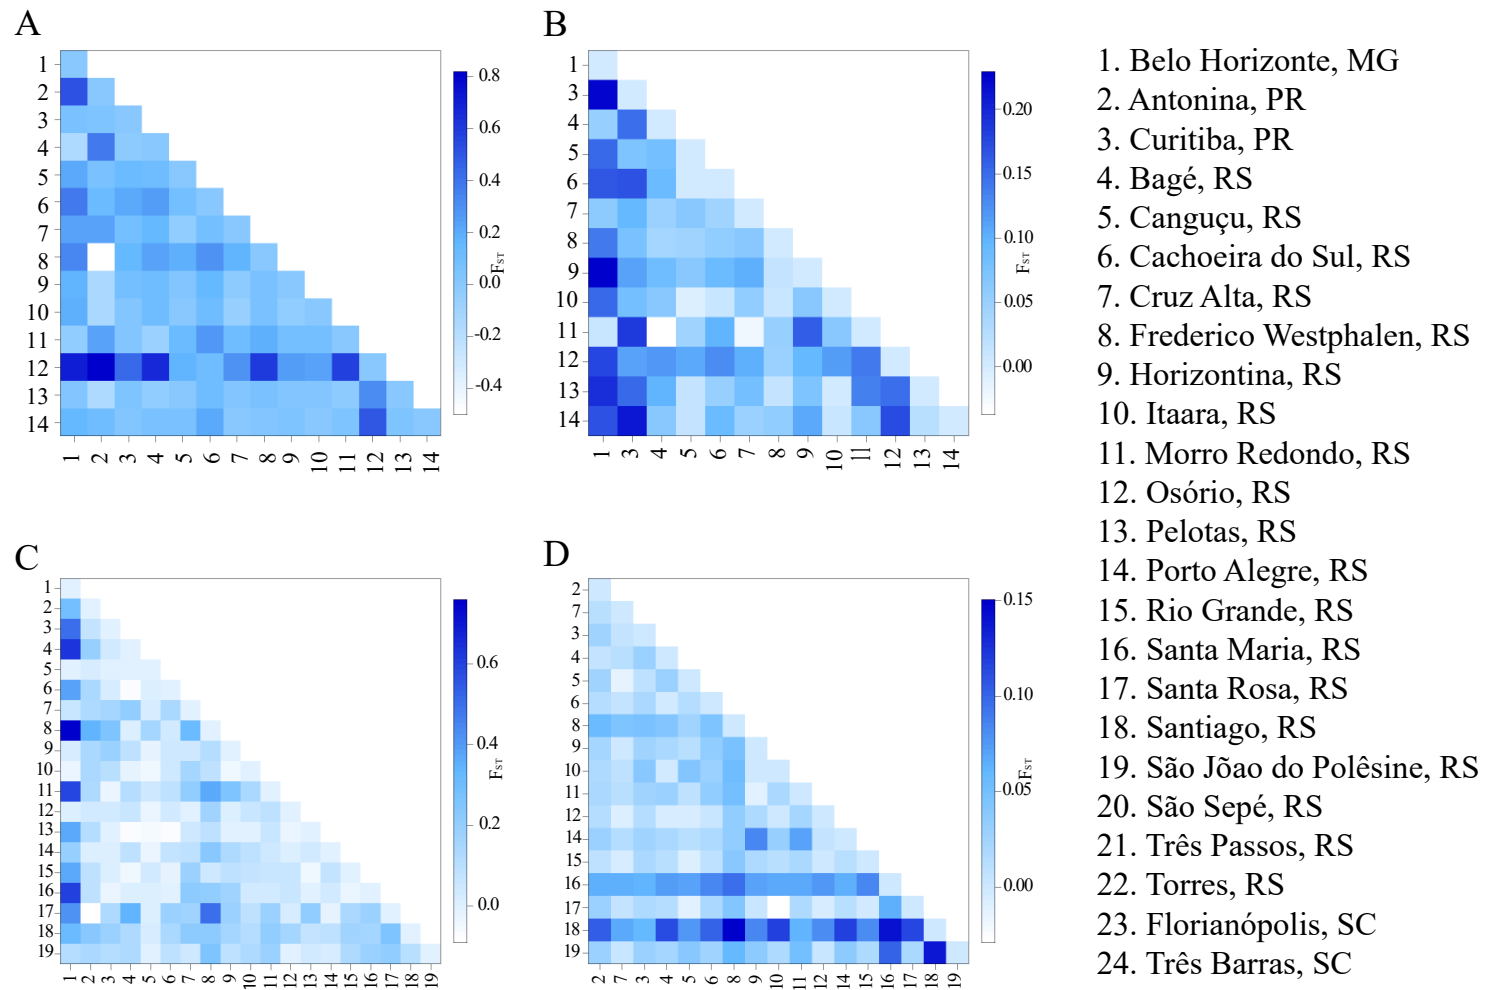 A
1
2
3
4
5
6
7
8
9
10
11
12
13
14
1 2 3 4 5 6 7 8 9 10 11 12 13 14
0.8
0.6
0.4
0.2
0.0
-0.2
-0.4
FST
B
1
3
4
5
6
7
8
9
10
11
12
13
14
1 3 4 5 6 7 8 9 10 11 12 13 14
0.20
0.15
0.10
0.05
0.00
FST
1. Belo Horizonte, MG
2. Antonina, PR
3. Curitiba, PR
4. Bagé, RS
5. Canguçu, RS
6. Cachoeira do Sul, RS
7. Cruz Alta, RS
8. Frederico Westphalen, RS
9. Horizontina, RS
10. Itaara, RS
11. Morro Redondo, RS
12. Osório, RS
13. Pelotas, RS
14. Porto Alegre, RS
15. Rio Grande, RS
16. Santa Maria, RS
17. Santa Rosa, RS
18. Santiago, RS
19. São Jõao do Polêsine, RS
20. São Sepé, RS
21. Três Passos, RS
22. Torres, RS
23. Florianópolis, SC
24. Três Barras, SC
C
1
2
3
4
5
6
7
8
9
10
11
12
13
14
15
16
17
18
19
1 2 3 4 5 6 7 8 9 10 11 12 13 14 15 16 17 18 19
0.6
0.4
0.2
0.0
FST
D
2
7
3
4
5
6
8
9
10
11
12
14
15
16
17
18
19
2 7 3 4 5 6 8 9 10 11 12 14 15 16 17 18 19
0.15
0.10
0.05
0.00
FST